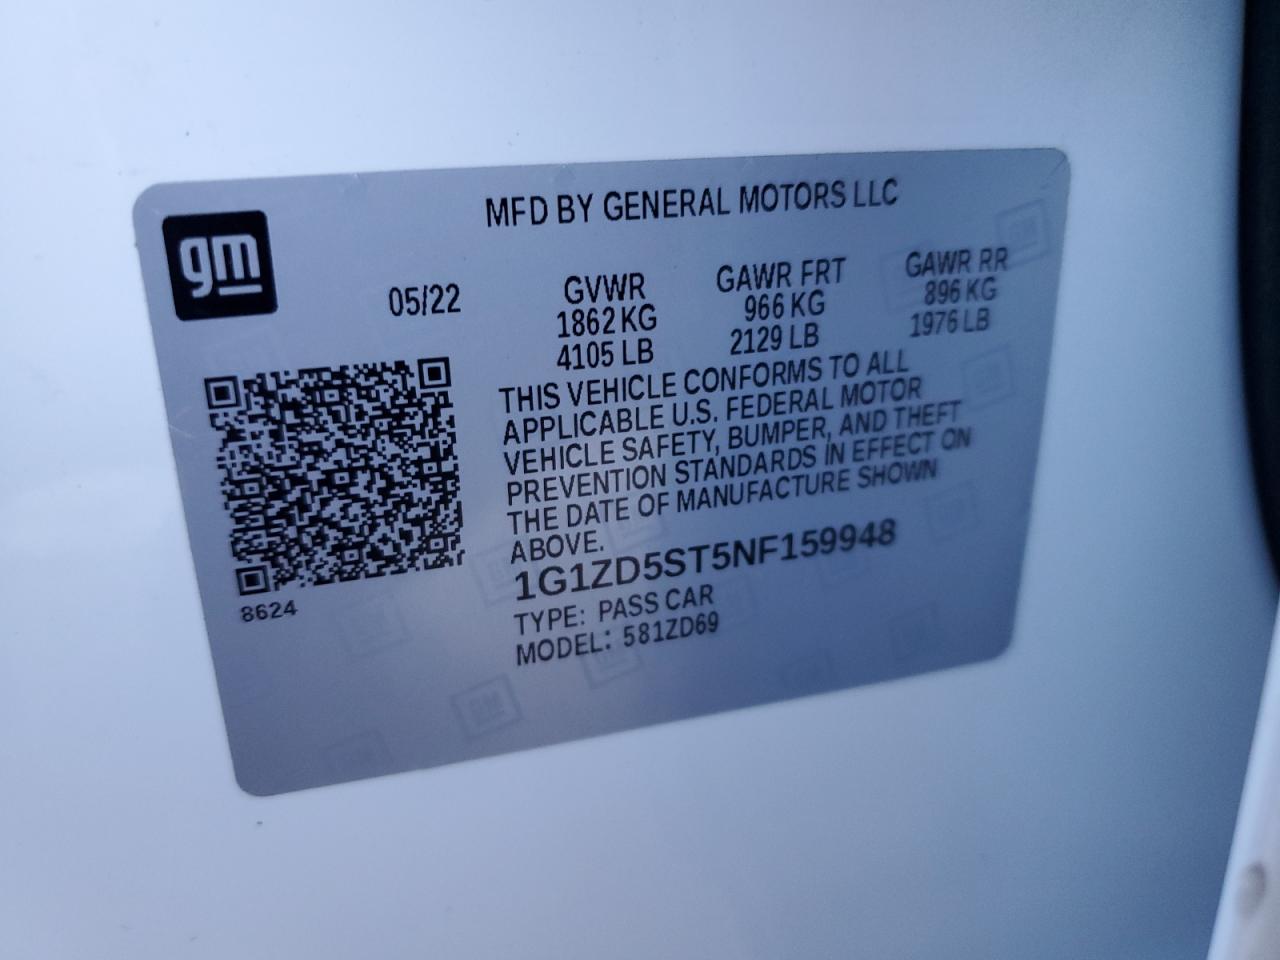 gm
MFD BY GENERAL MOTORS LLC
05/22
GVWR
1862 KG
4105 LB
GAWR FRT
966 KG
2129 LB
GAWR RR
896 KG
1976 LB
THIS VEHICLE CONFORMS TO ALL
APPLICABLE U.S. FEDERAL MOTOR
VEHICLE SAFETY, BUMPER, AND THEFT
PREVENTION STANDARDS IN EFFECT ON
THE DATE OF MANUFACTURE SHOWN
ABOVE.
1G1ZD5ST5NF159948
TYPE: PASS CAR
MODEL: 581ZD69
8624